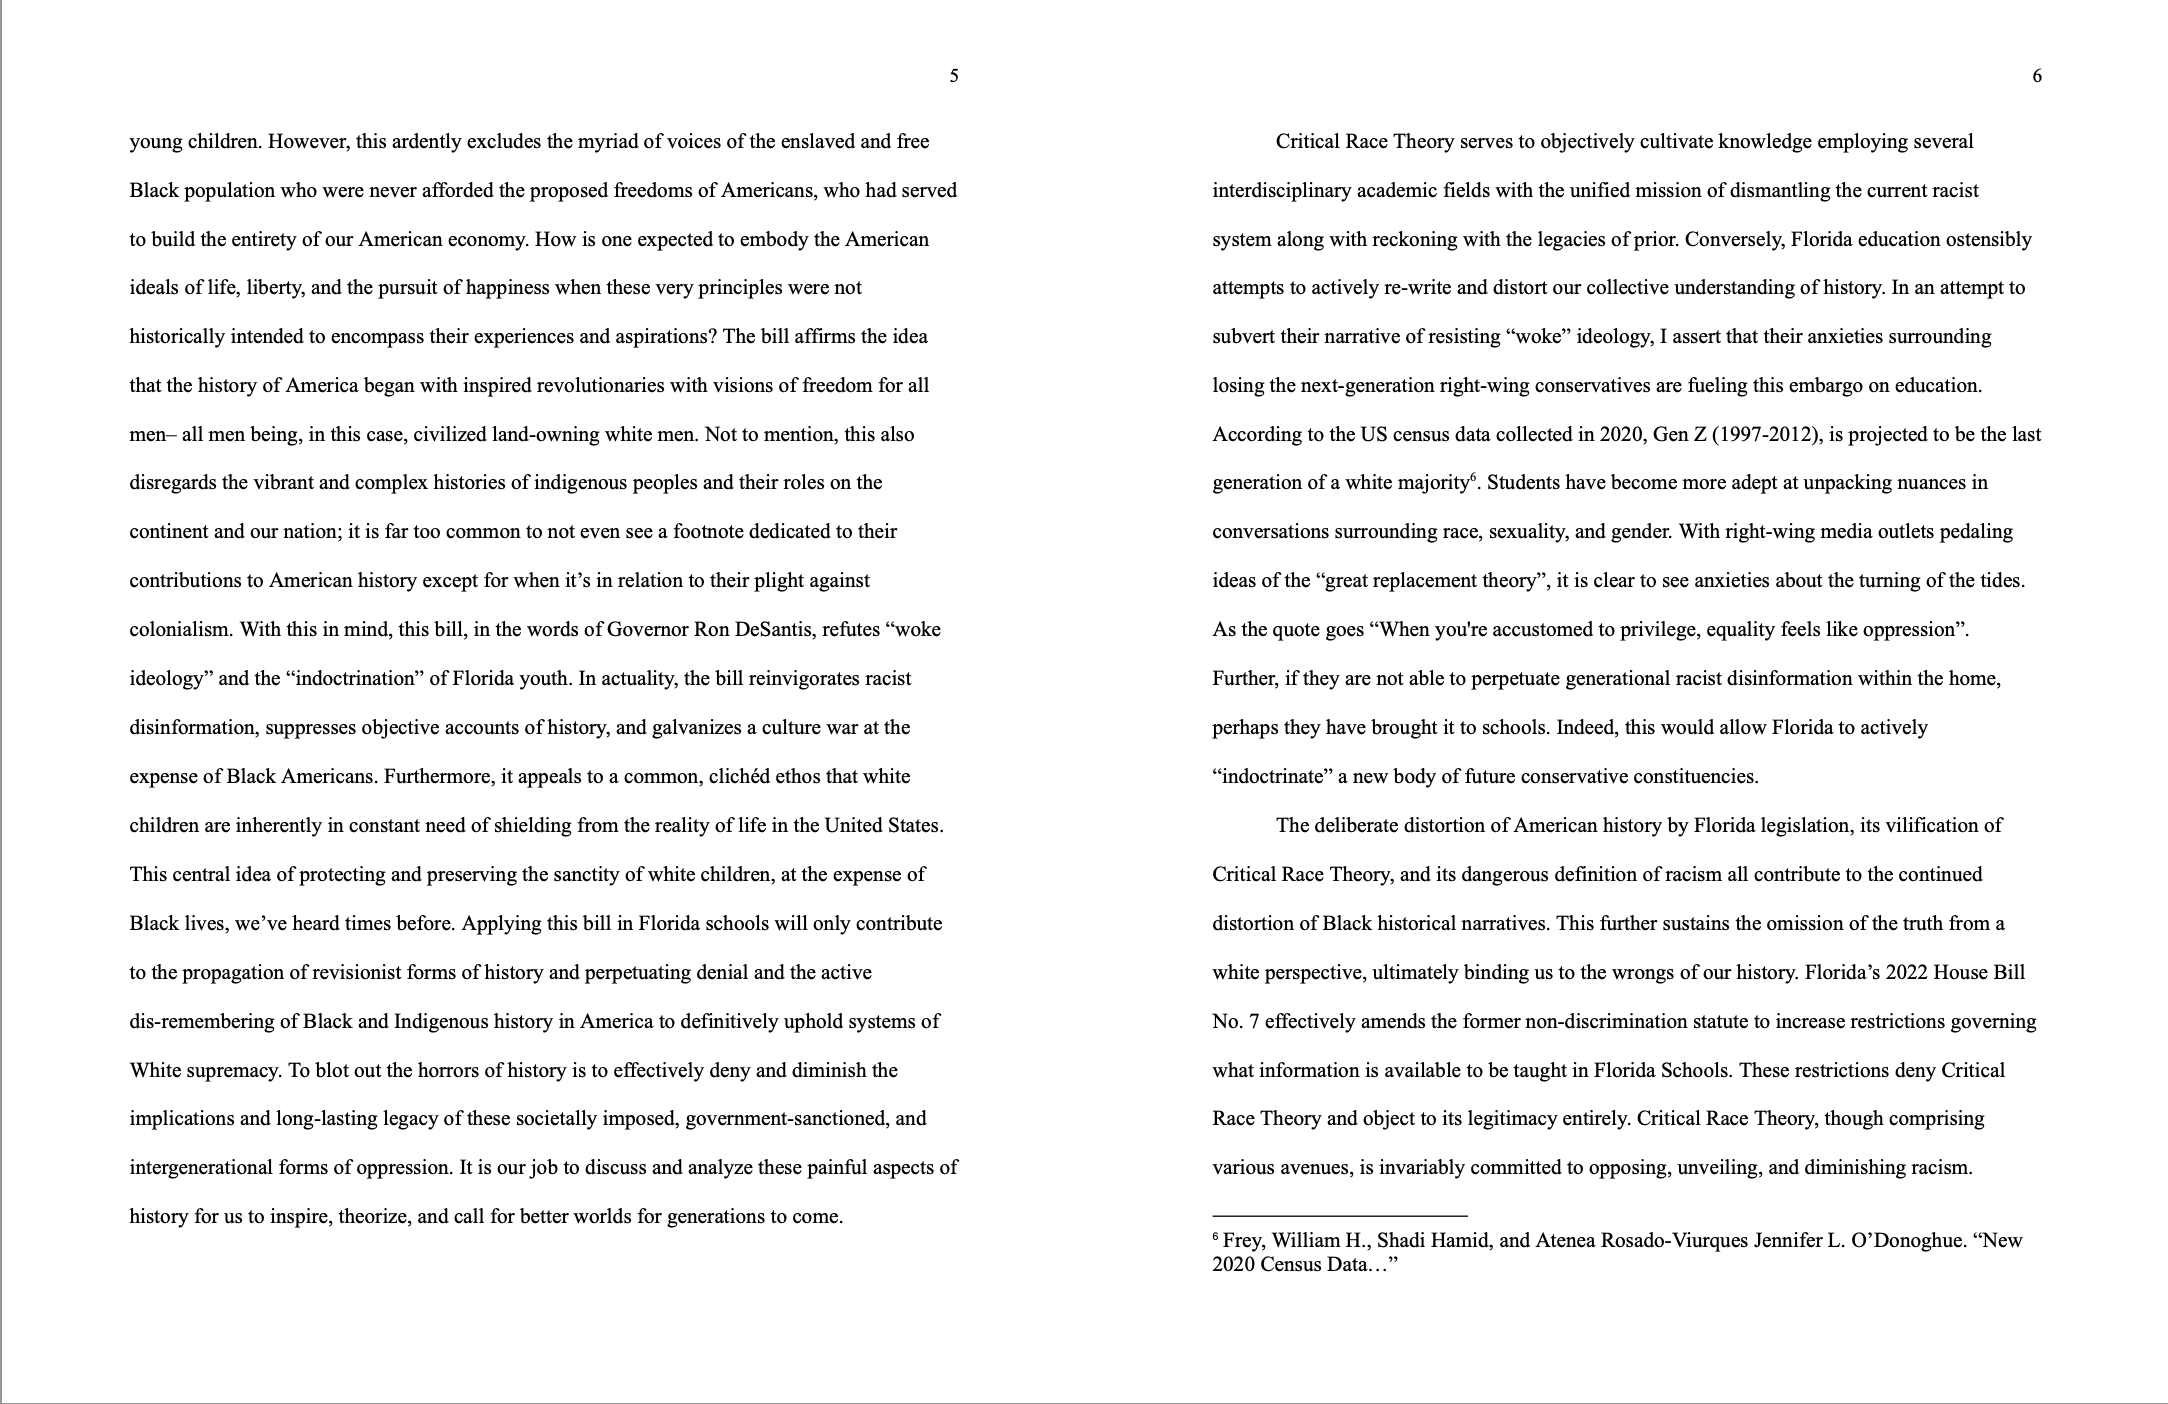 5
young children. However, this ardently excludes the myriad of voices of the enslaved and free
Black population who were never afforded the proposed freedoms of Americans, who had served
to build the entirety of our American economy. How is one expected to embody the American
ideals of life, liberty, and the pursuit of happiness when these very principles were not
historically intended to encompass their experiences and aspirations? The bill affirms the idea
that the history of America began with inspired revolutionaries with visions of freedom for all
men– all men being, in this case, civilized land-owning white men. Not to mention, this also
disregards the vibrant and complex histories of indigenous peoples and their roles on the
continent and our nation; it is far too common to not even see a footnote dedicated to their
contributions to American history except for when it’s in relation to their plight against
colonialism. With this in mind, this bill, in the words of Governor Ron DeSantis, refutes “woke
ideology” and the “indoctrination” of Florida youth. In actuality, the bill reinvigorates racist
disinformation, suppresses objective accounts of history, and galvanizes a culture war at the
expense of Black Americans. Furthermore, it appeals to a common, clichéd ethos that white
children are inherently in constant need of shielding from the reality of life in the United States.
This central idea of protecting and preserving the sanctity of white children, at the expense of
Black lives, we’ve heard times before. Applying this bill in Florida schools will only contribute
to the propagation of revisionist forms of history and perpetuating denial and the active
dis-remembering of Black and Indigenous history in America to definitively uphold systems of
White supremacy. To blot out the horrors of history is to effectively deny and diminish the
implications and long-lasting legacy of these societally imposed, government-sanctioned, and
intergenerational forms of oppression. It is our job to discuss and analyze these painful aspects of
history for us to inspire, theorize, and call for better worlds for generations to come.
6
Critical Race Theory serves to objectively cultivate knowledge employing several
interdisciplinary academic fields with the unified mission of dismantling the current racist
system along with reckoning with the legacies of prior. Conversely, Florida education ostensibly
attempts to actively re-write and distort our collective understanding of history. In an attempt to
subvert their narrative of resisting “woke” ideology, I assert that their anxieties surrounding
losing the next-generation right-wing conservatives are fueling this embargo on education.
According to the US census data collected in 2020, Gen Z (1997-2012), is projected to be the last
generation of a white majority⁶. Students have become more adept at unpacking nuances in
conversations surrounding race, sexuality, and gender. With right-wing media outlets pedaling
ideas of the “great replacement theory”, it is clear to see anxieties about the turning of the tides.
As the quote goes “When you're accustomed to privilege, equality feels like oppression”.
Further, if they are not able to perpetuate generational racist disinformation within the home,
perhaps they have brought it to schools. Indeed, this would allow Florida to actively
“indoctrinate” a new body of future conservative constituencies.
The deliberate distortion of American history by Florida legislation, its vilification of
Critical Race Theory, and its dangerous definition of racism all contribute to the continued
distortion of Black historical narratives. This further sustains the omission of the truth from a
white perspective, ultimately binding us to the wrongs of our history. Florida’s 2022 House Bill
No. 7 effectively amends the former non-discrimination statute to increase restrictions governing
what information is available to be taught in Florida Schools. These restrictions deny Critical
Race Theory and object to its legitimacy entirely. Critical Race Theory, though comprising
various avenues, is invariably committed to opposing, unveiling, and diminishing racism.
⁶ Frey, William H., Shadi Hamid, and Atenea Rosado-Viurques Jennifer L. O’Donoghue. “New
2020 Census Data…”